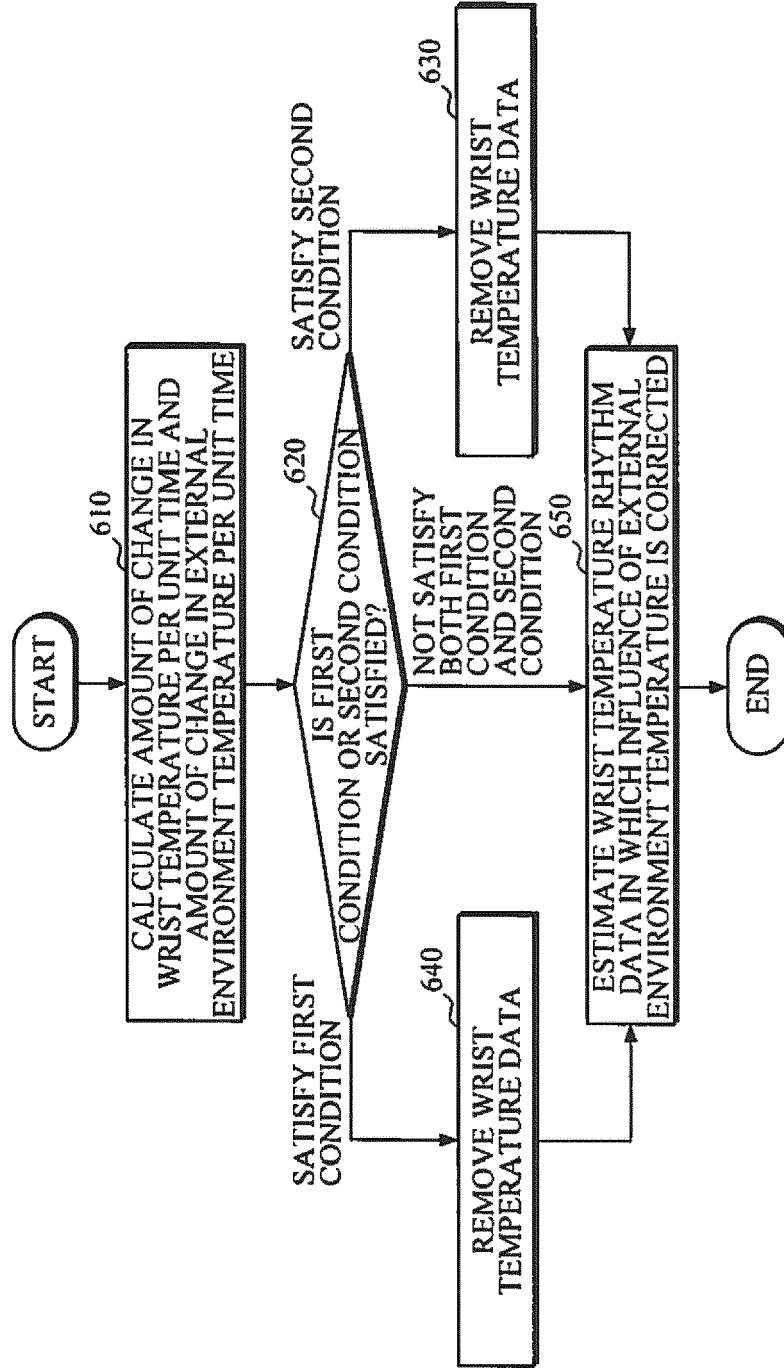 START
610
CALCULATE AMOUNT OF CHANGE IN
WRIST TEMPERATURE PER UNIT TIME AND
AMOUNT OF CHANGE IN EXTERNAL
ENVIRONMENT TEMPERATURE PER UNIT TIME
620
IS FIRST
CONDITION OR SECOND CONDITION
SATISFIED?
SATISFY FIRST
CONDITION
SATISFY SECOND
CONDITION
NOT SATISFY
BOTH FIRST
CONDITION
AND SECOND
CONDITION
640
REMOVE WRIST
TEMPERATURE DATA
630
REMOVE WRIST
TEMPERATURE DATA
650
ESTIMATE WRIST TEMPERATURE RHYTHM
DATA IN WHICH INFLUENCE OF EXTERNAL
ENVIRONMENT TEMPERATURE IS CORRECTED
END